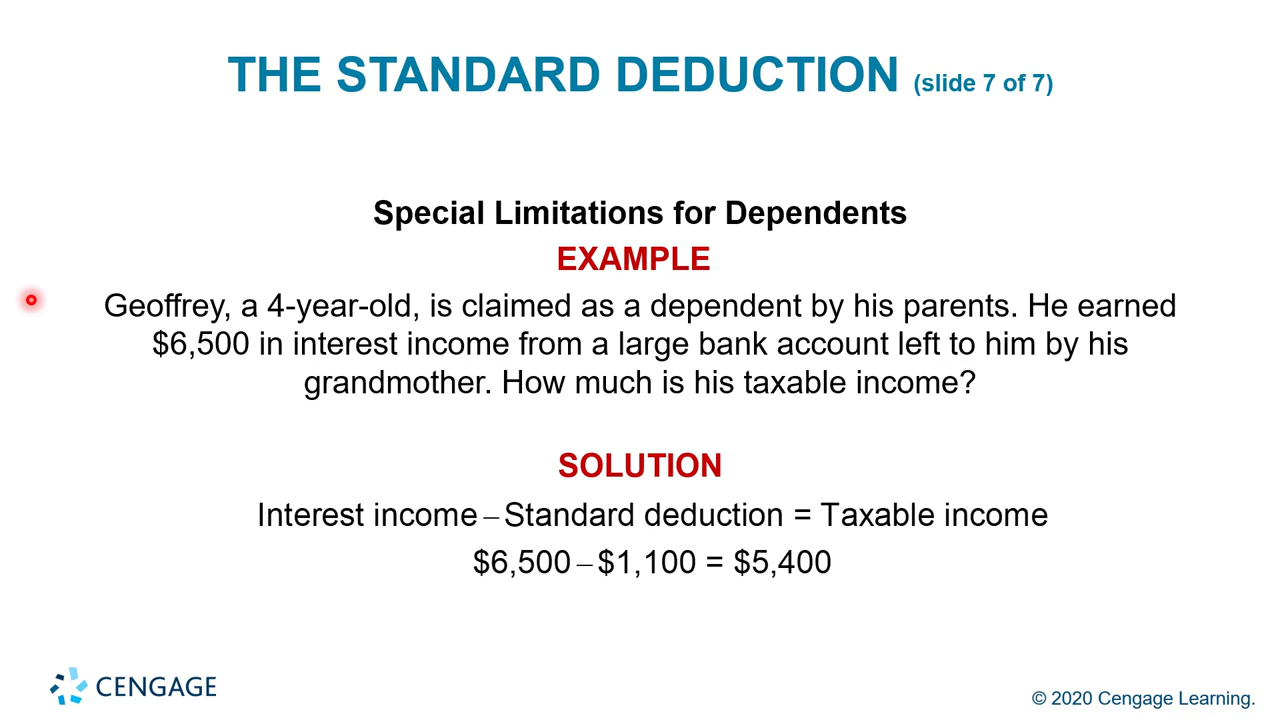 THE STANDARD DEDUCTION (slide 7 of 7)
Special Limitations for Dependents
EXAMPLE
Geoffrey, a 4-year-old, is claimed as a dependent by his parents. He earned
$6,500 in interest income from a large bank account left to him by his
grandmother. How much is his taxable income?
SOLUTION
Interest income – Standard deduction = Taxable income
$6,500 – $1,100 = $5,400
CENGAGE
© 2020 Cengage Learning.